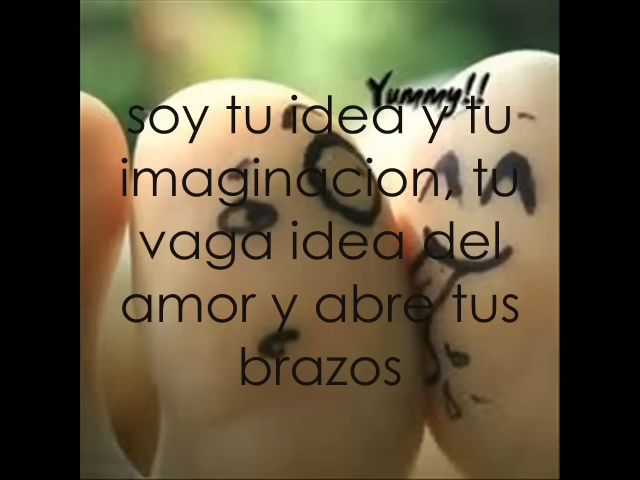 Yummy!!
soy tu idea y tu
imaginacion, tu
vaga idea del
amor y abre tus
brazos